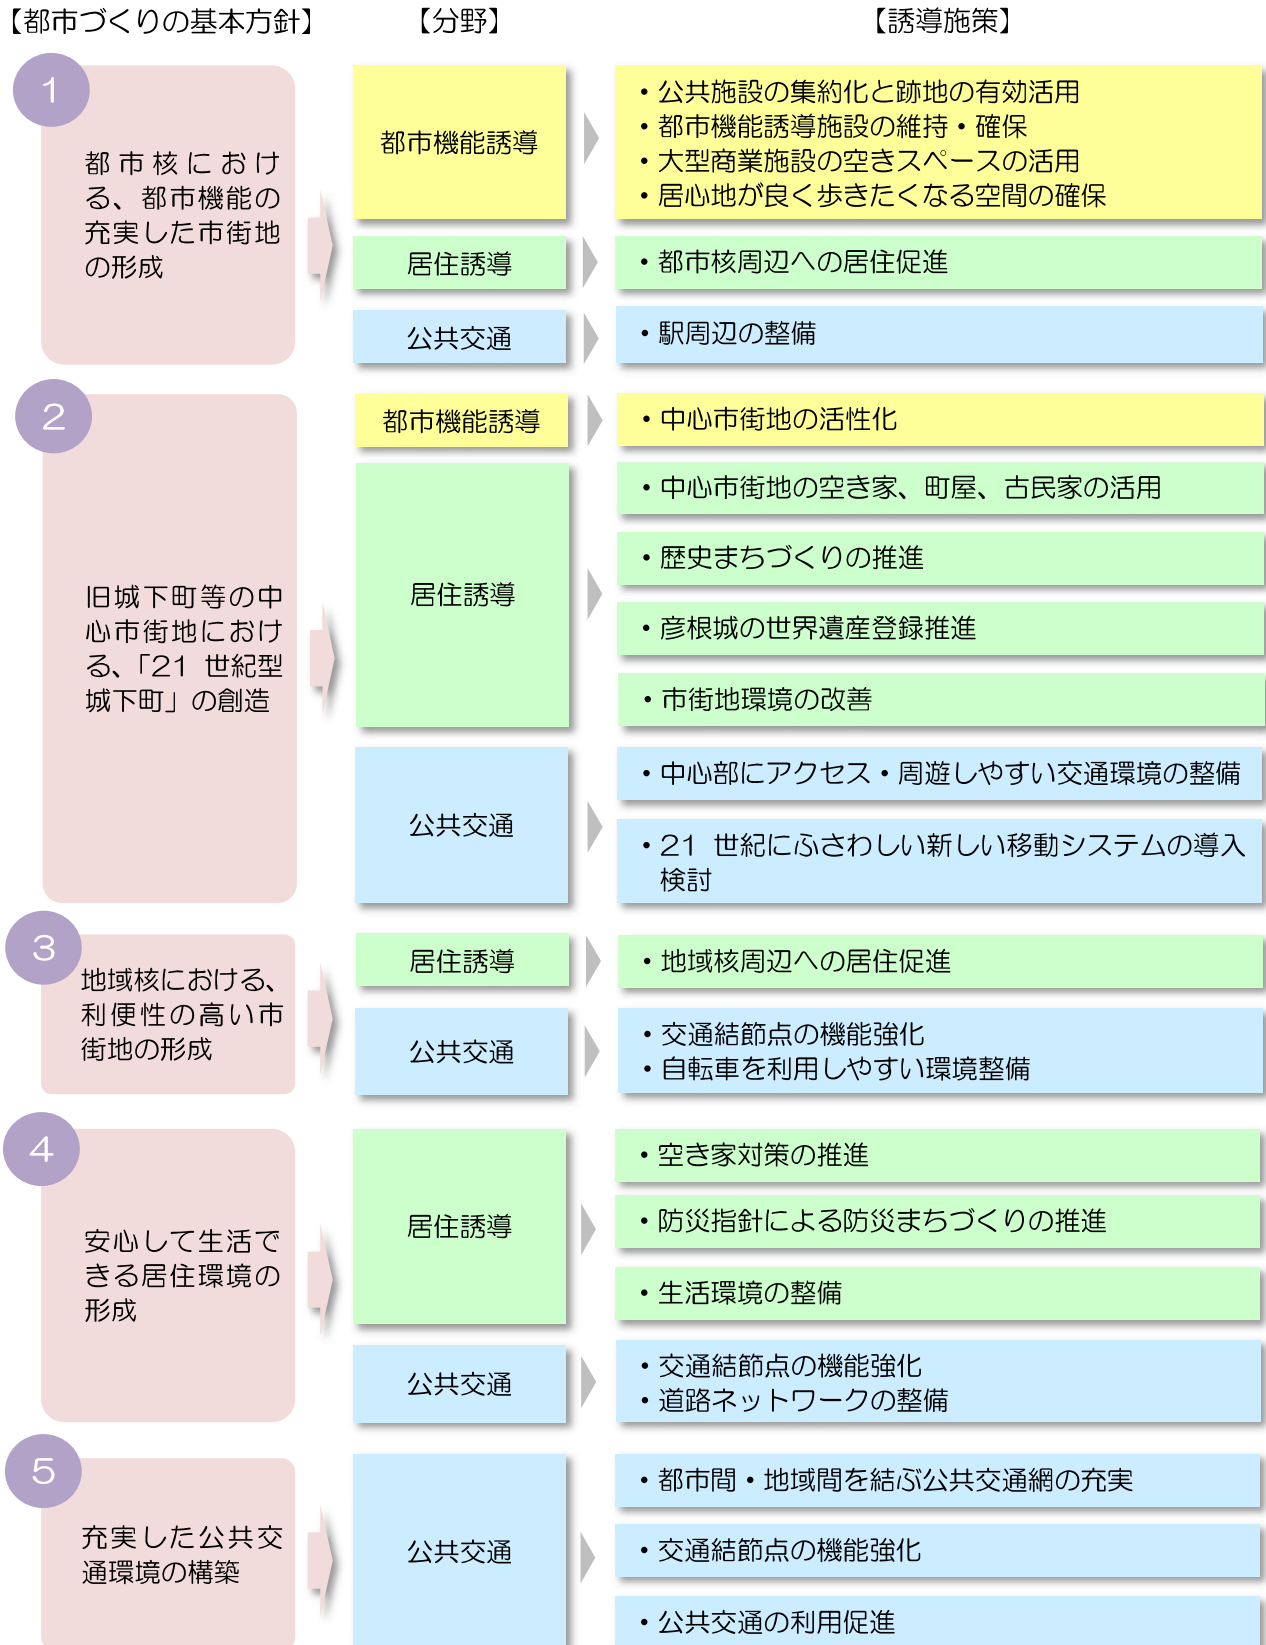 【都市づくりの基本方針】
【分野】
【誘導施策】
1
都市核におけ
る、都市機能の
充実した市街地
の形成
都市機能誘導
・公共施設の集約化と跡地の有効活用
・都市機能誘導施設の維持・確保
・大型商業施設の空きスペースの活用
・居心地が良く歩きたくなる空間の確保
居住誘導
・都市核周辺への居住促進
公共交通
・駅周辺の整備
2
旧城下町等の中
心市街地におけ
る、「21 世紀型
城下町」の創造
都市機能誘導
・中心市街地の活性化
居住誘導
・中心市街地の空き家、町屋、古民家の活用
・歴史まちづくりの推進
・彦根城の世界遺産登録推進
・市街地環境の改善
公共交通
・中心部にアクセス・周遊しやすい交通環境の整備
・21 世紀にふさわしい新しい移動システムの導入
検討
3
地域核における、
利便性の高い市
街地の形成
居住誘導
・地域核周辺への居住促進
公共交通
・交通結節点の機能強化
・自転車を利用しやすい環境整備
4
安心して生活で
きる居住環境の
形成
居住誘導
・空き家対策の推進
・防災指針による防災まちづくりの推進
・生活環境の整備
公共交通
・交通結節点の機能強化
・道路ネットワークの整備
5
充実した公共交
通環境の構築
公共交通
・都市間・地域間を結ぶ公共交通網の充実
・交通結節点の機能強化
・公共交通の利用促進